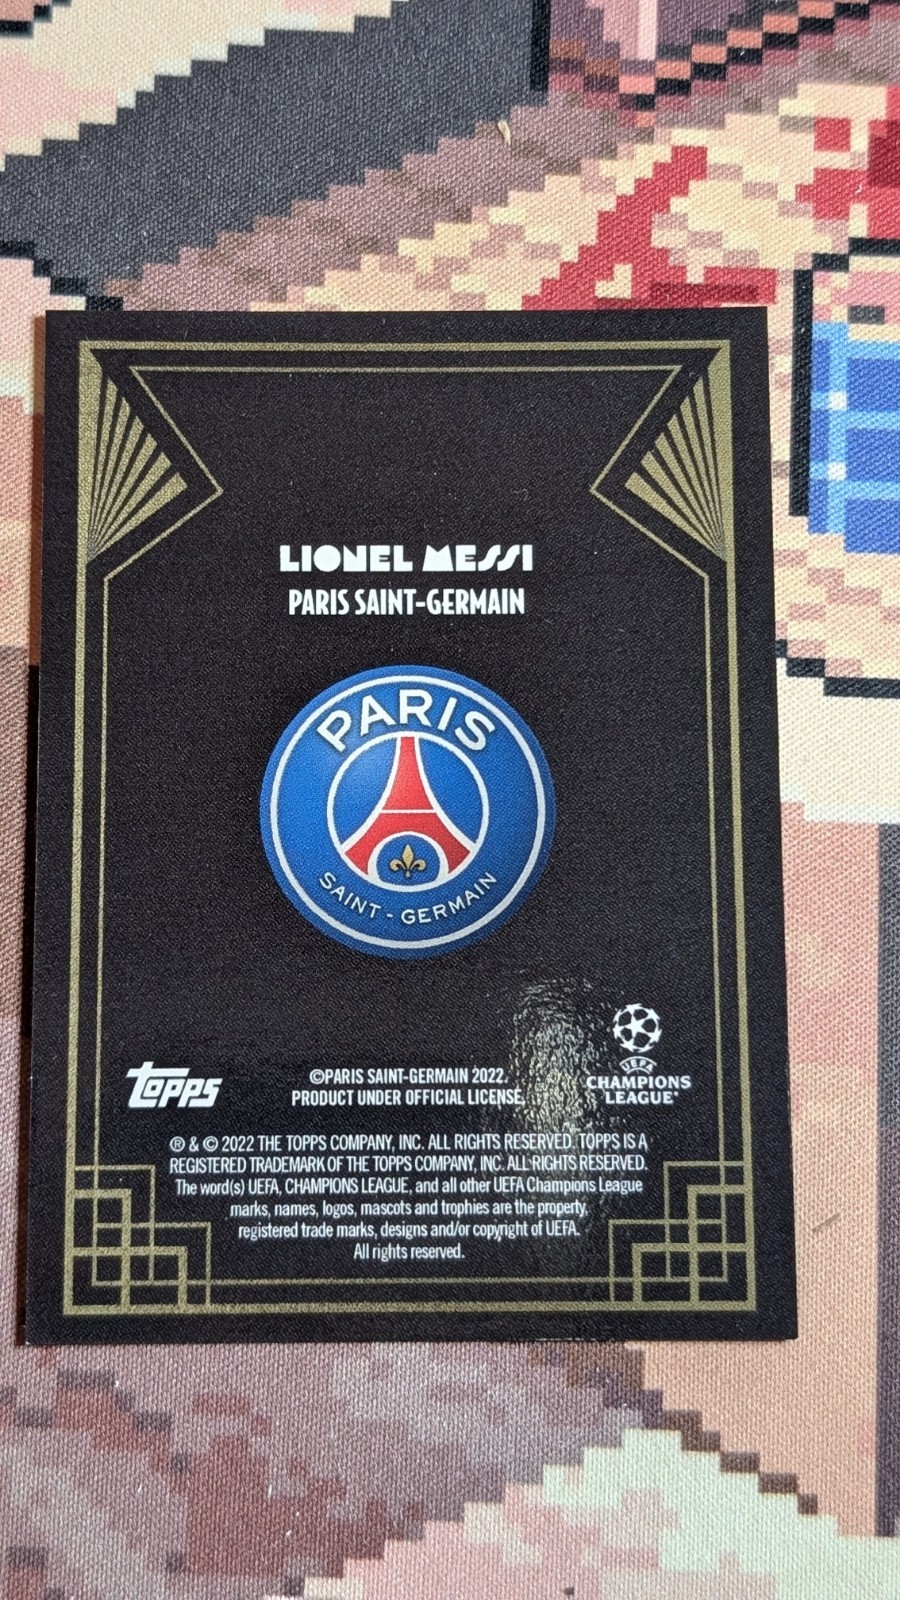 LIONEL MESSI
PARIS SAINT-GERMAIN
PARIS
SAINT - GERMAIN
Topps
©PARIS SAINT-GERMAIN 2022.
PRODUCT UNDER OFFICIAL LICENSE.
UEFA
CHAMPIONS
LEAGUE®
® & © 2022 THE TOPPS COMPANY, INC. ALL RIGHTS RESERVED. TOPPS IS A
REGISTERED TRADEMARK OF THE TOPPS COMPANY, INC. ALL RIGHTS RESERVED.
The word(s) UEFA, CHAMPIONS LEAGUE, and all other UEFA Champions League
marks, names, logos, mascots and trophies are the property,
registered trade marks, designs and/or copyright of UEFA.
All rights reserved.